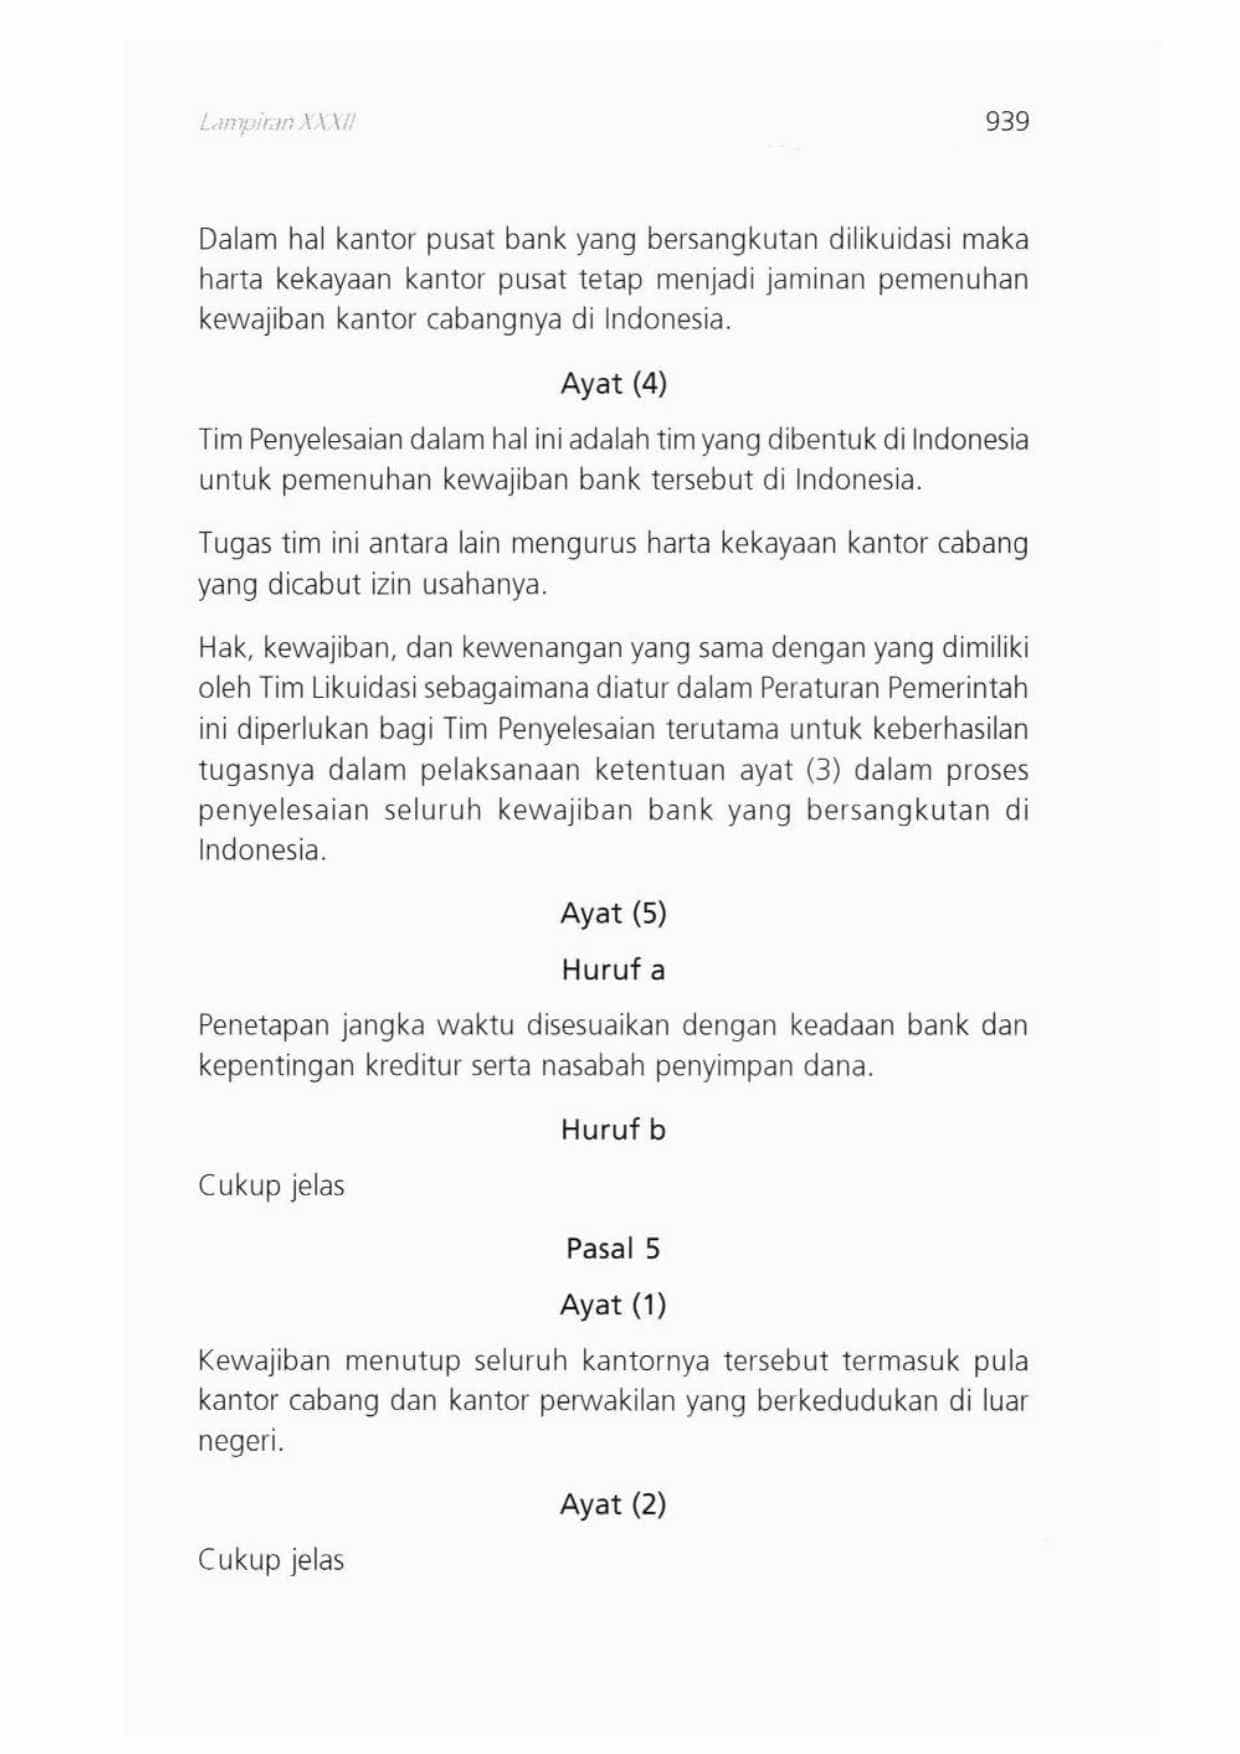 Lampiran XXXII
939
Dalam hal kantor pusat bank yang bersangkutan dilikuidasi maka
harta kekayaan kantor pusat tetap menjadi jaminan pemenuhan
kewajiban kantor cabangnya di Indonesia.
Ayat (4)
Tim Penyelesaian dalam hal ini adalah tim yang dibentuk di Indonesia
untuk pemenuhan kewajiban bank tersebut di Indonesia.
Tugas tim ini antara lain mengurus harta kekayaan kantor cabang
yang dicabut izin usahanya.
Hak, kewajiban, dan kewenangan yang sama dengan yang dimiliki
oleh Tim Likuidasi sebagaimana diatur dalam Peraturan Pemerintah
ini diperlukan bagi Tim Penyelesaian terutama untuk keberhasilan
tugasnya dalam pelaksanaan ketentuan ayat (3) dalam proses
penyelesaian seluruh kewajiban bank yang bersangkutan di
Indonesia.
Ayat (5)
Huruf a
Penetapan jangka waktu disesuaikan dengan keadaan bank dan
kepentingan kreditur serta nasabah penyimpan dana.
Huruf b
Cukup jelas
Pasal 5
Ayat (1)
Kewajiban menutup seluruh kantornya tersebut termasuk pula
kantor cabang dan kantor perwakilan yang berkedudukan di luar
negeri.
Ayat (2)
Cukup jelas